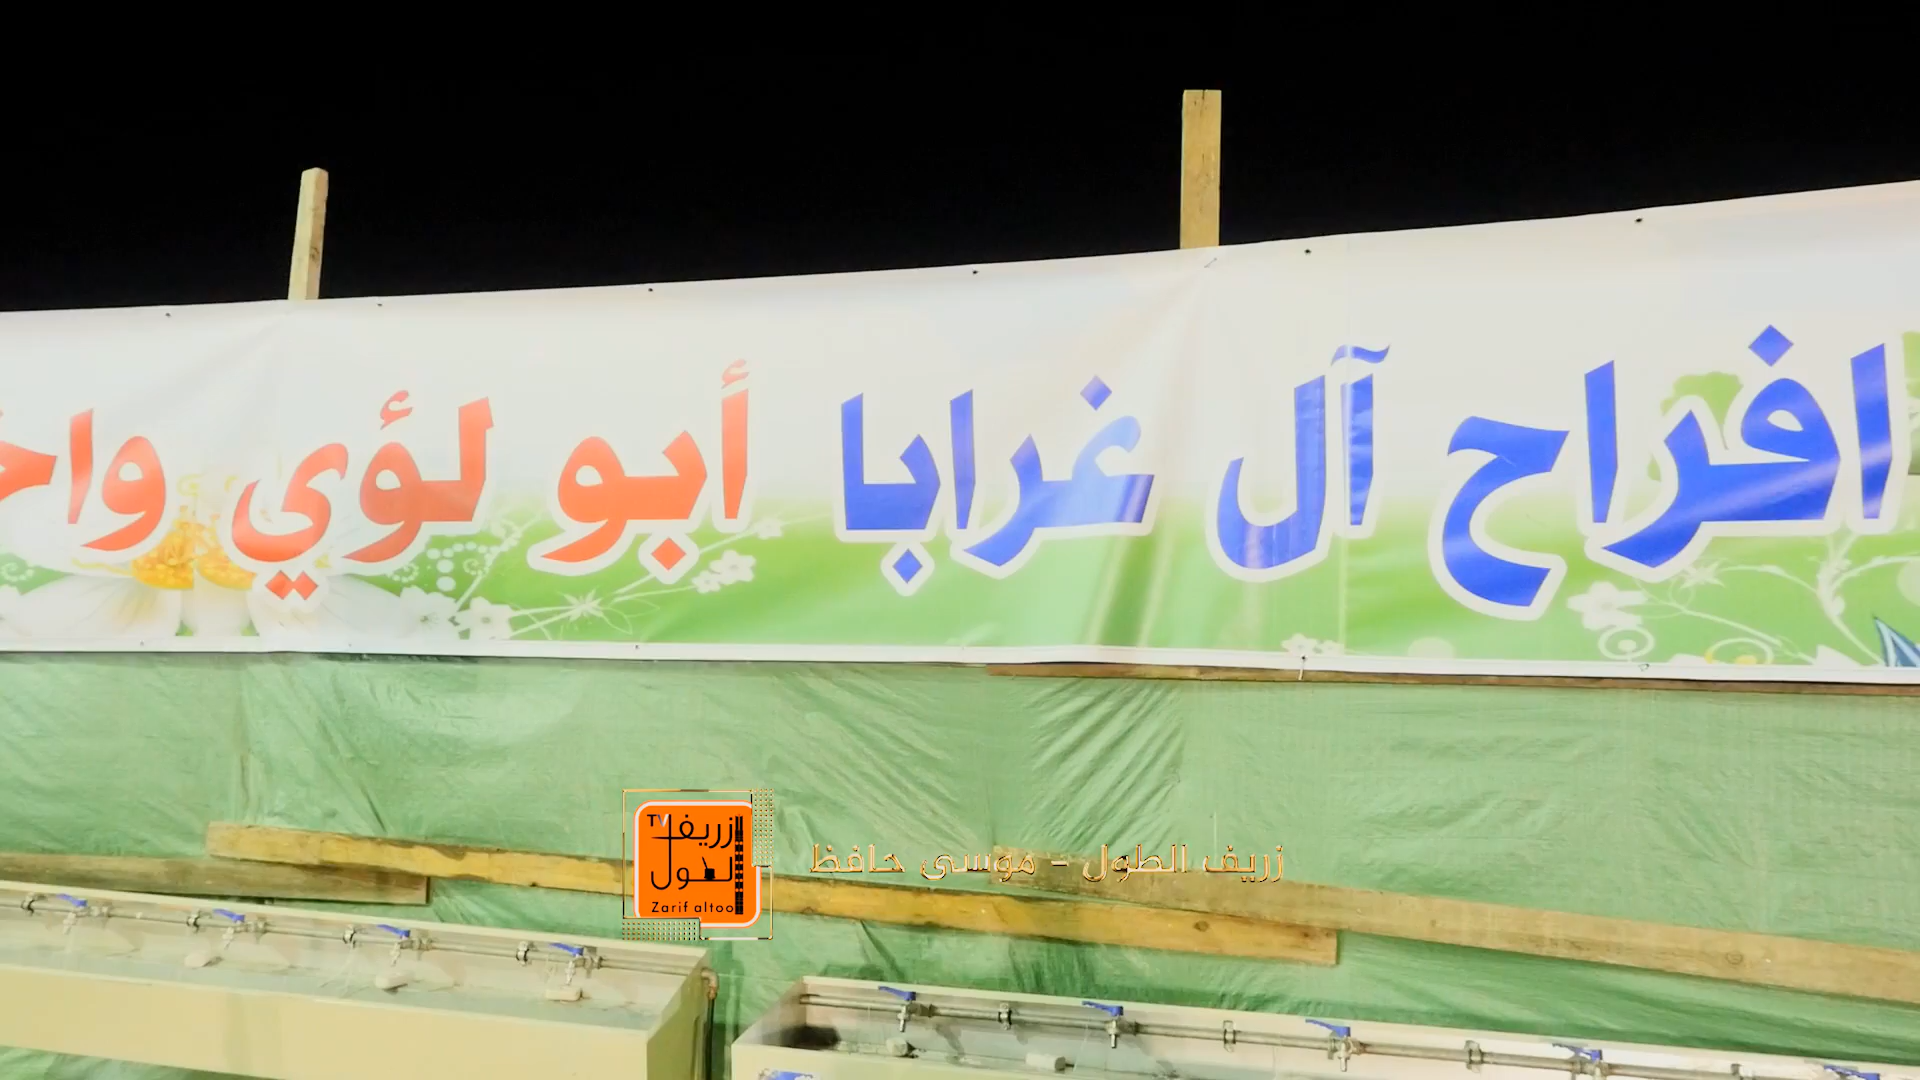 افراح آل غرابا أبو لؤي
TV
زريف
الطول
Zarif altool
زريف الطول - موسى حافظ